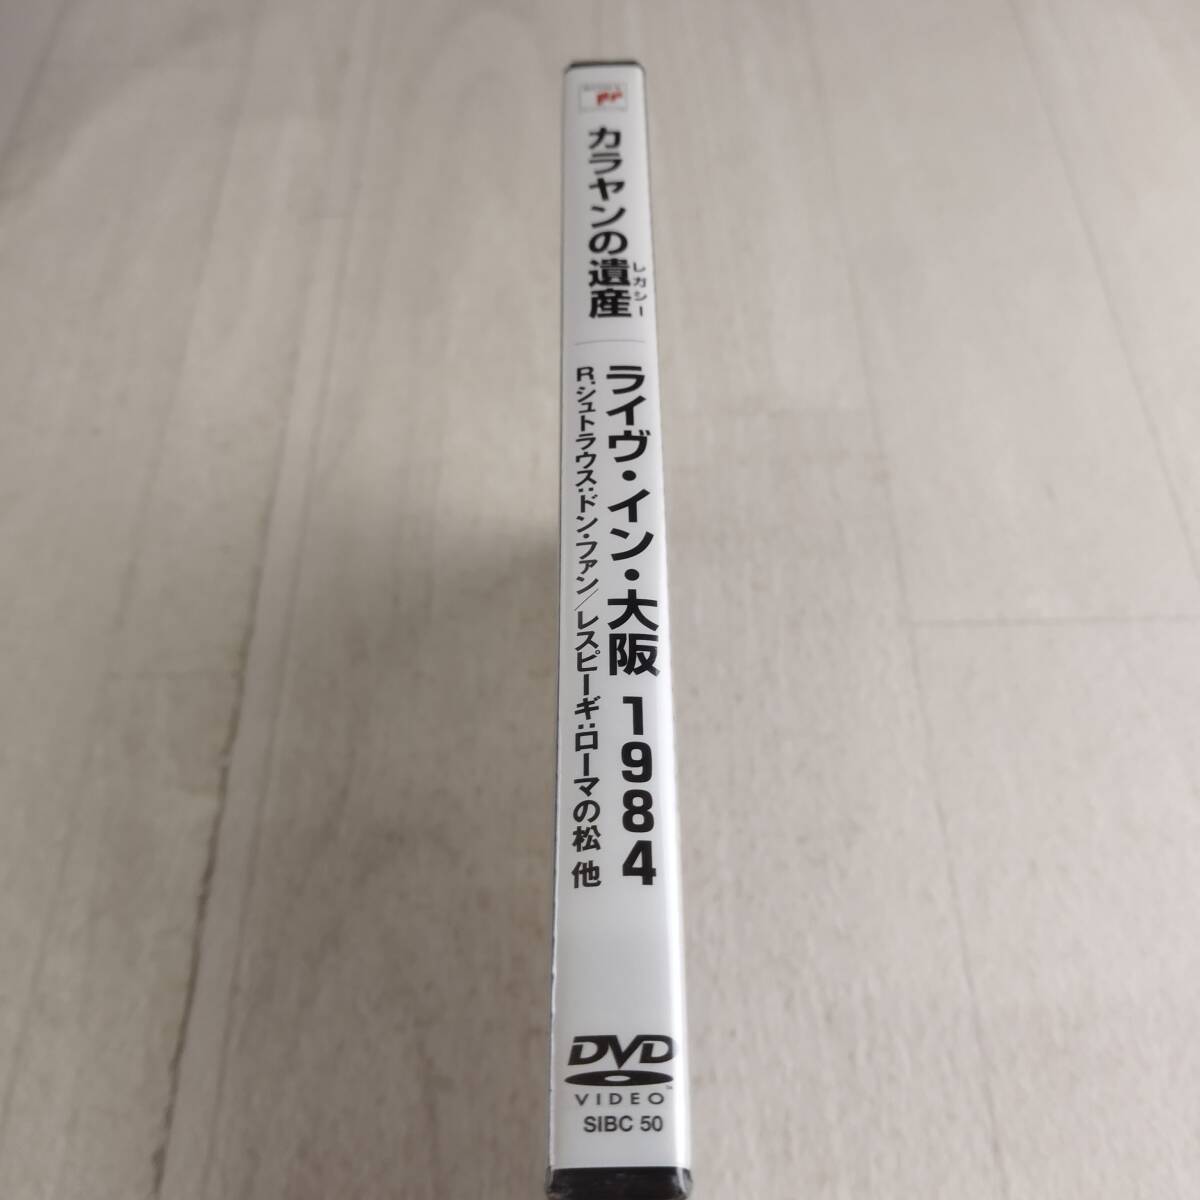 カラヤンの遺産
レガシー
ライヴ・イン・大阪 1984
R.シュトラウス:ドン・ファン/レスピーギ:ローマの松 他
DVD
VIDEO
SIBC 50